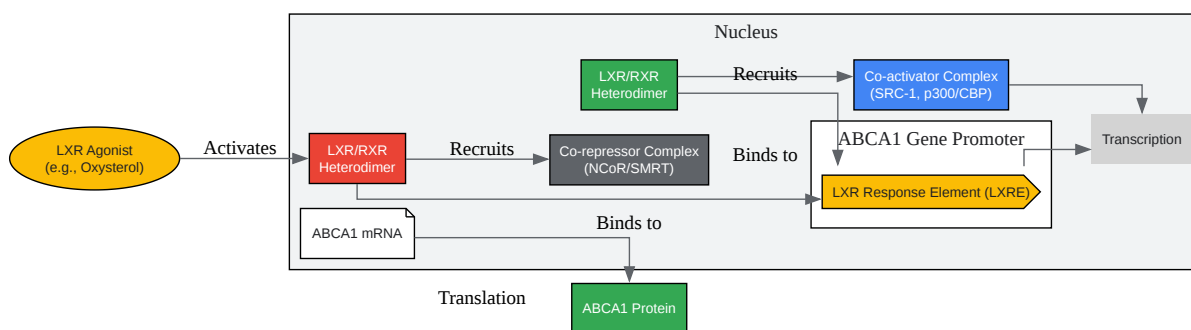 Nucleus
LXR/RXR
Heterodimer
Recruits
Co-activator Complex
(SRC-1, p300/CBP)
LXR Agonist
(e.g., Oxysterol)
Activates
LXR/RXR
Heterodimer
Recruits
Co-repressor Complex
(NCoR/SMRT)
Binds to
ABCA1 Gene Promoter
Transcription
LXR Response Element (LXRE)
ABCA1 mRNA
Binds to
Translation
ABCA1 Protein